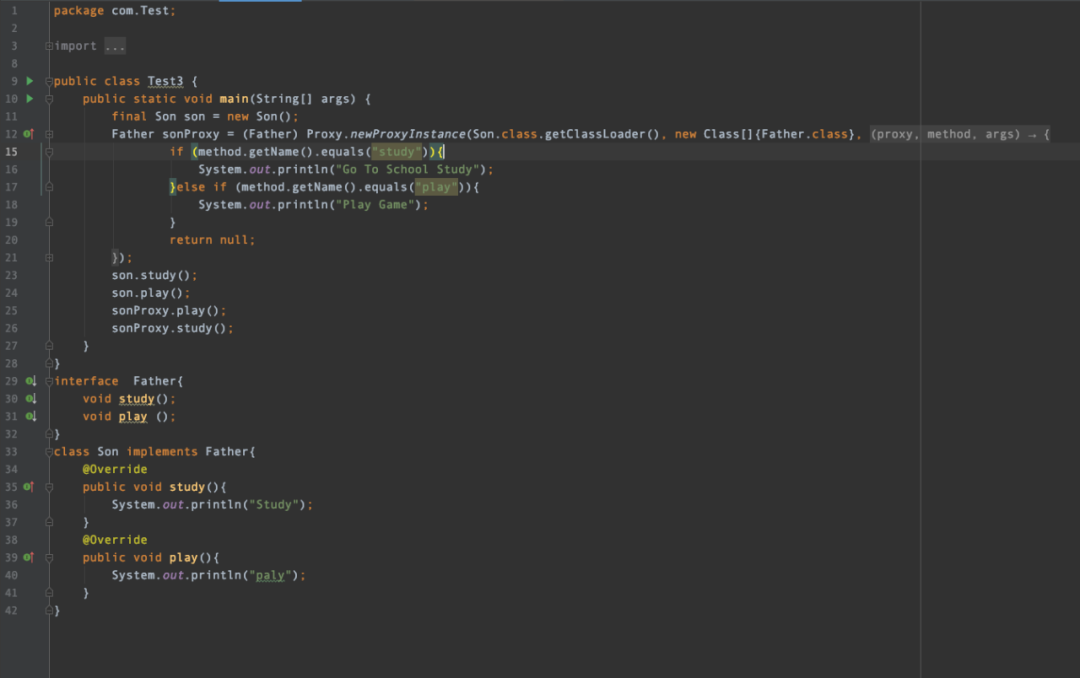 1 package com.Test;
2
3 import ...
8
9 public class Test3 {
10 public static void main(String[] args) {
11 final Son son = new Son();
12 Father sonProxy = (Father) Proxy.newProxyInstance(Son.class.getClassLoader(), new Class[]{Father.class}, (proxy, method, args) → {
15 if (method.getName().equals("study")){
16 System.out.println("Go To School Study");
17 }else if (method.getName().equals("play")){
18 System.out.println("Play Game");
19 }
20 return null;
21 });
23 son.study();
24 son.play();
25 sonProxy.play();
26 sonProxy.study();
27 }
28 }
29 interface Father{
30 void study();
31 void play ();
32 }
33 class Son implements Father{
34 @Override
35 public void study(){
36 System.out.println("Study");
37 }
38 @Override
39 public void play(){
40 System.out.println("paly");
41 }
42 }